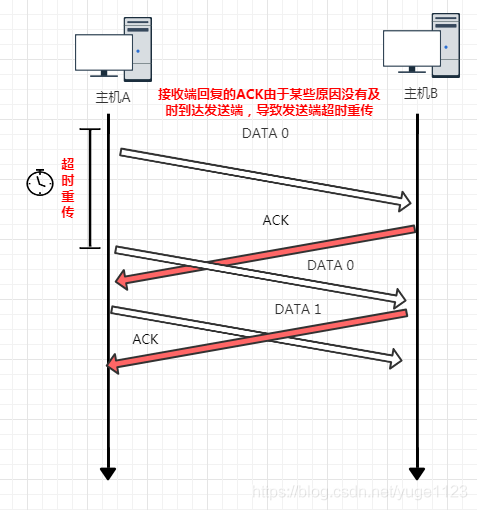 主机A
主机B
接收端回复的ACK由于某些原因没有及
时到达发送端，导致发送端超时重传
DATA 0
超时重传
ACK
DATA 0
DATA 1
ACK
https://blog.csdn.net/yuge1123